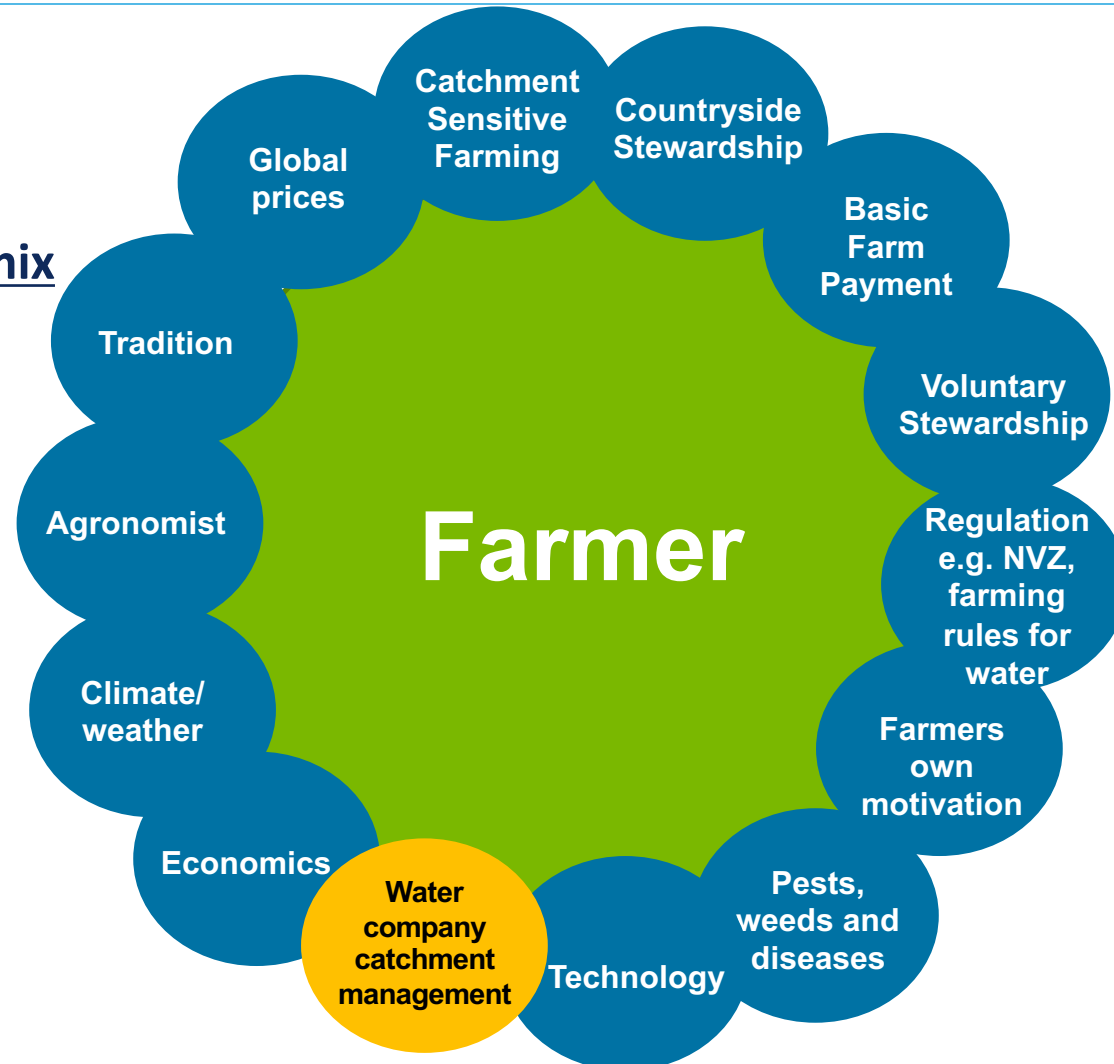 Catchment
Sensitive
Farming
Countryside
Stewardship
Global
prices
Basic
Farm
Payment
nix
Tradition
Voluntary
Stewardship
Agronomist
Farmer
Regulation
e.g. NVZ,
farming
rules for
water
Climate/
weather
Farmers
own
motivation
Economics
Water
company
catchment
management
Technology
Pests,
weeds and
diseases